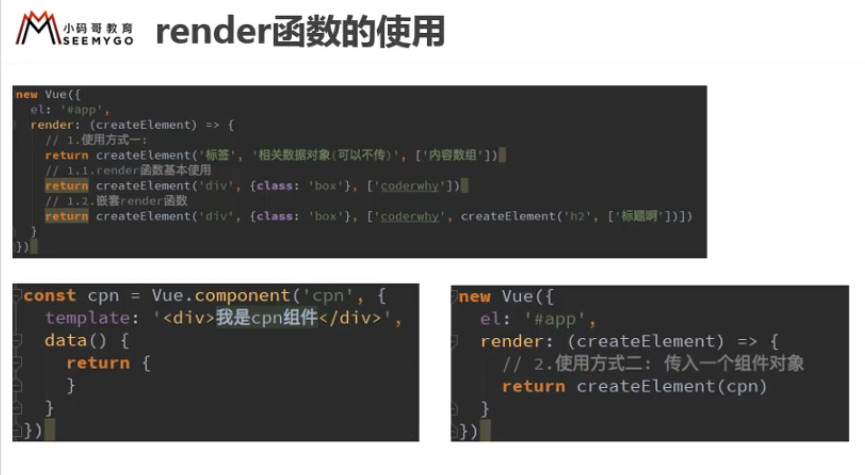 小码哥教育
SEEMYGO
render函数的使用
new Vue({
el: '#app',
render: (createElement) => {
// 1.使用方式一:
return createElement('标签', '相关数据对象(可以不传)', ['内容数组'])
// 1.1.render函数基本使用
return createElement('div', {class: 'box'}, ['coderwhy'])
// 1.2.嵌套render函数
return createElement('div', {class: 'box'}, ['coderwhy', createElement('h2', ['标题啊'])])
}
})
const cpn = Vue.component('cpn', {
template: '<div>我是cpn组件</div>',
data() {
return {
}
}
})
new Vue({
el: '#app',
render: (createElement) => {
// 2.使用方式二: 传入一个组件对象
return createElement(cpn)
}
})